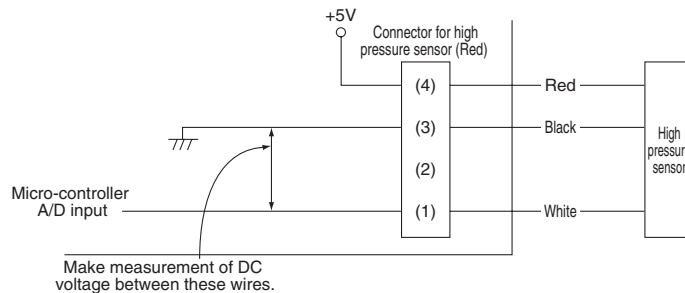 +5V
Connector for high
pressure sensor (Red)
(4)
Red
(3)
Black
High
pressure
sensor
(2)
Micro-controller
A/D input
(1)
White
Make measurement of DC
voltage between these wires.